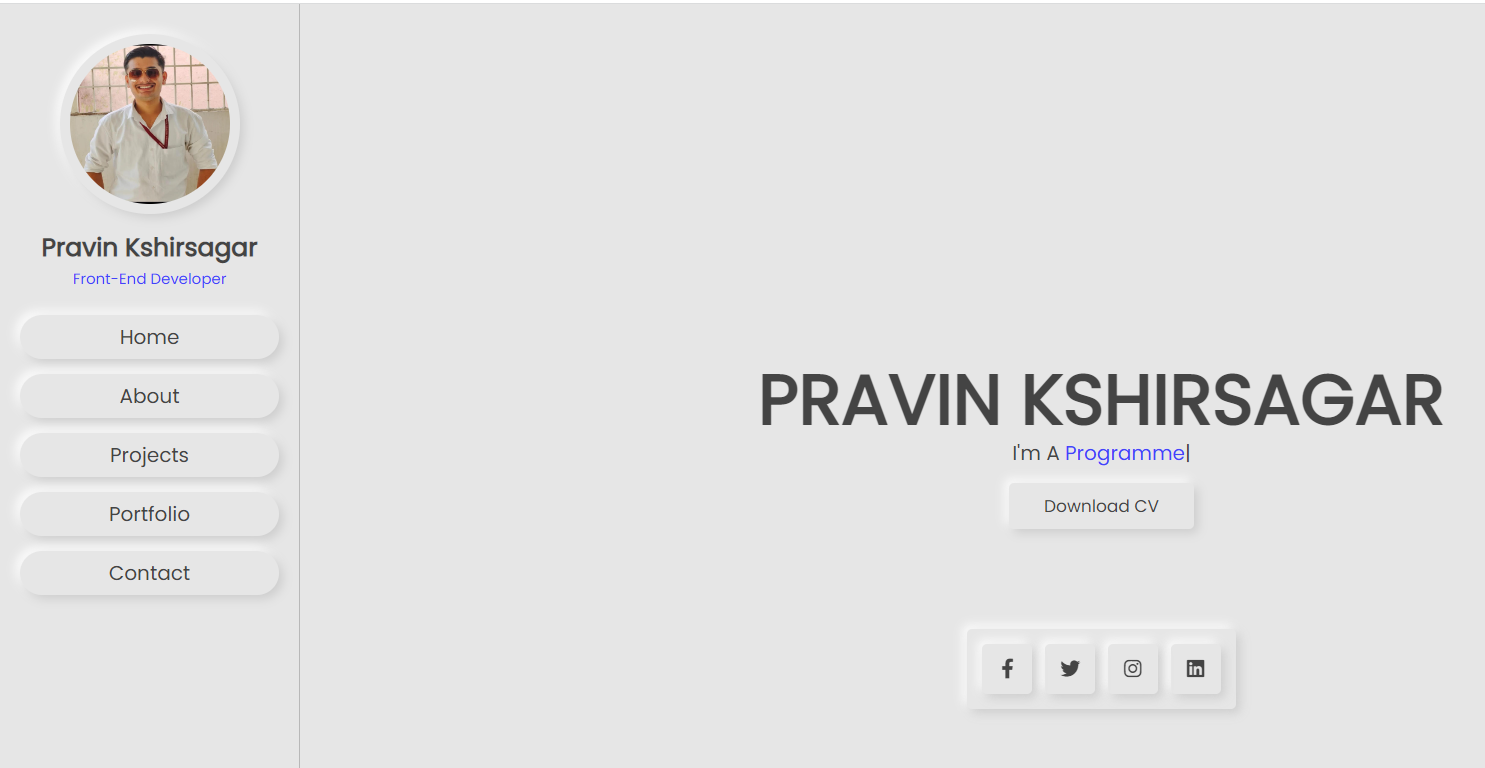 Pravin Kshirsagar
Front-End Developer
Home
About
Projects
Portfolio
Contact
PRAVIN KSHIRSAGAR
I'm A Programme|
Download CV